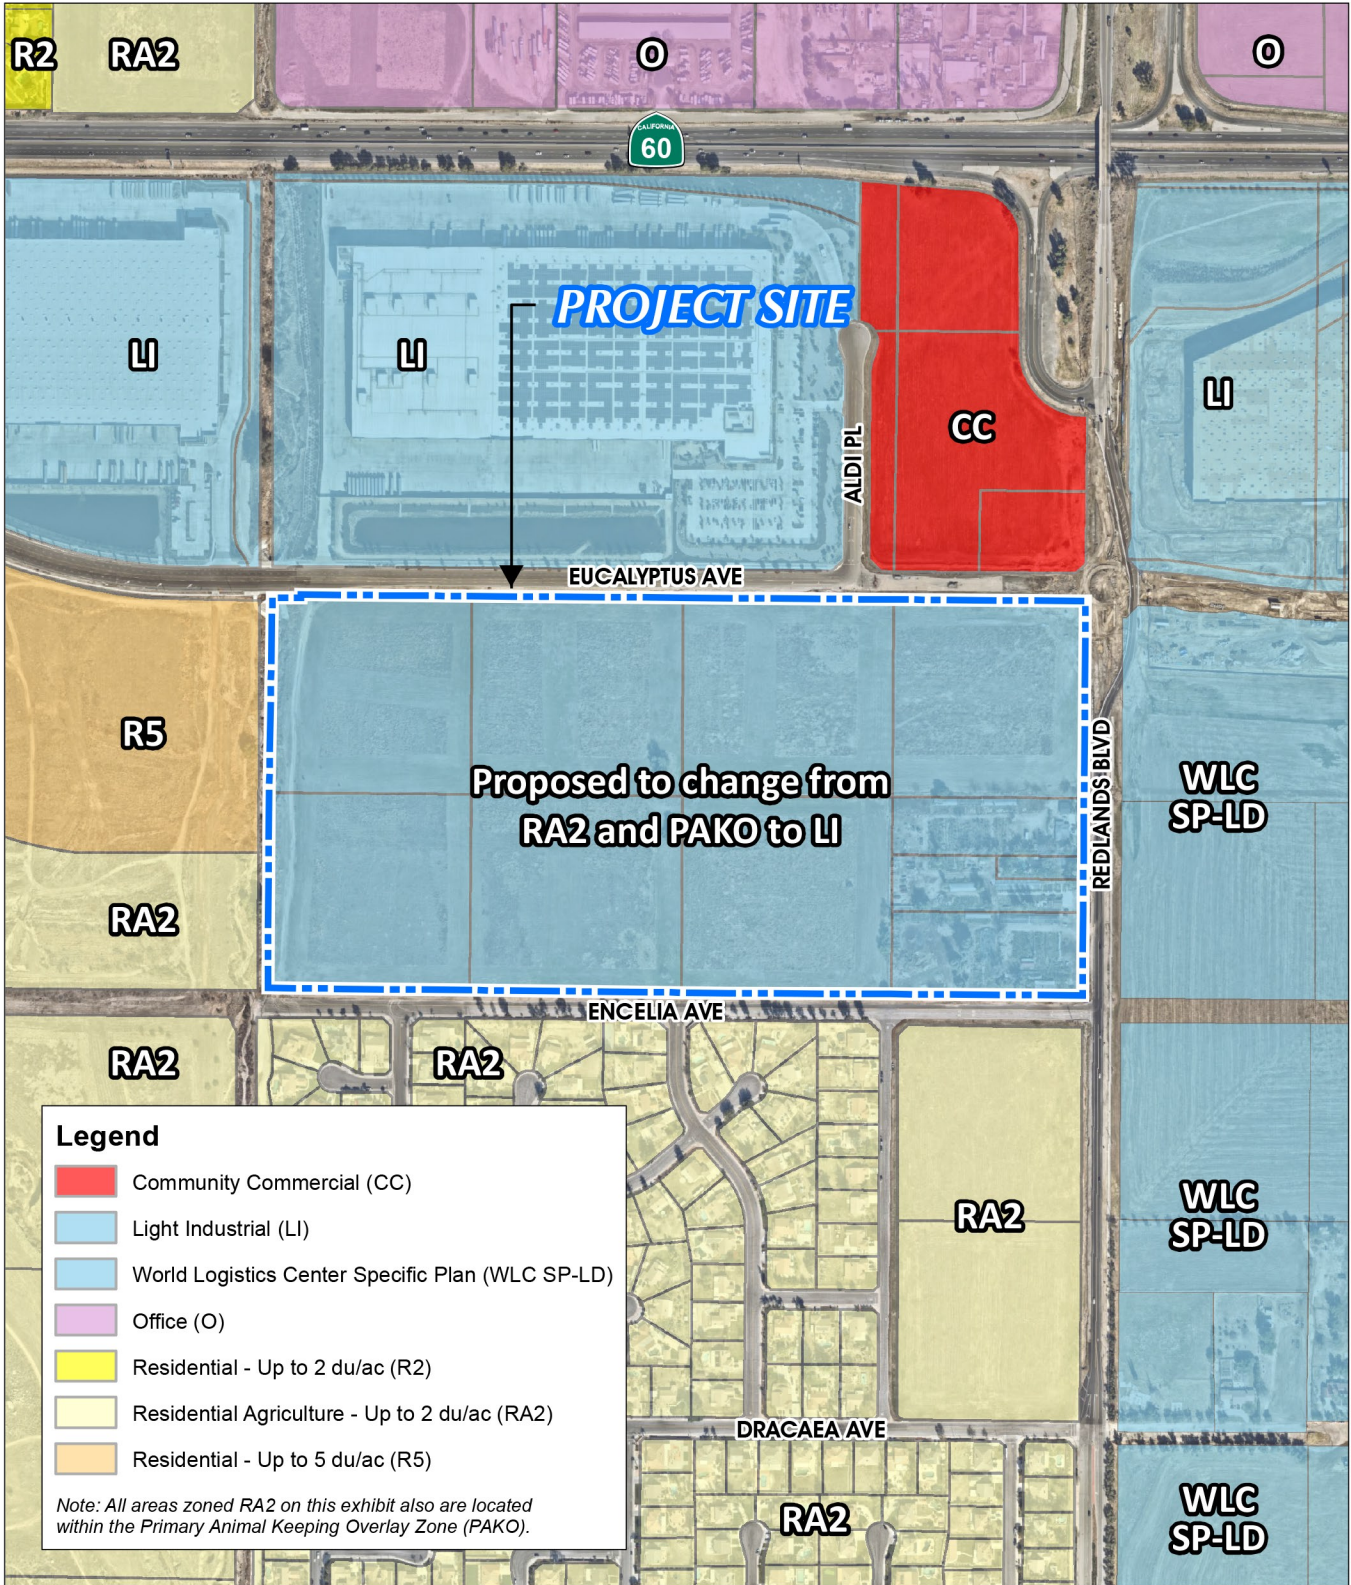 R2
RA2
O
O
CALIFORNIA
60
LI
LI
PROJECT SITE
CC
LI
ALDI PL
EUCALYPTUS AVE
R5
Proposed to change from
RA2 and PAKO to LI
REDLANDS BLVD
WLC
SP-LD
RA2
ENCELIA AVE
RA2
RA2
Legend
Community Commercial (CC)
Light Industrial (LI)
World Logistics Center Specific Plan (WLC SP-LD)
Office (O)
Residential - Up to 2 du/ac (R2)
Residential Agriculture - Up to 2 du/ac (RA2)
Residential - Up to 5 du/ac (R5)
Note: All areas zoned RA2 on this exhibit also are located
within the Primary Animal Keeping Overlay Zone (PAKO).
RA2
WLC
SP-LD
DRACAEA AVE
RA2
WLC
SP-LD